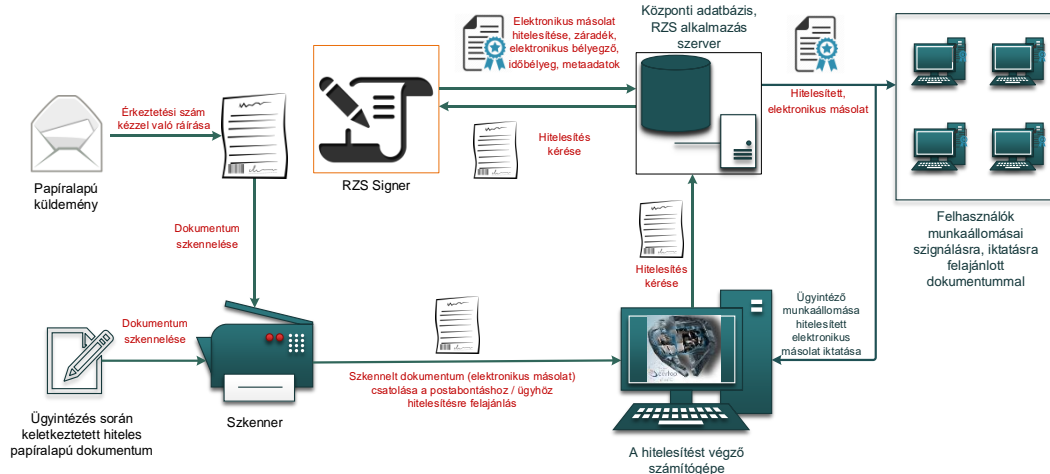 Elektronikus másolat
hitelesítése, záradék,
elektronikus bélyegző,
időbélyeg, metaadatok
Központi adatbázis,
RZS alkalmazás
szerver
Érkeztetési szám
kézzel való ráírása
Hitelesítés
kérése
Hitelesített,
elektronikus másolat
Papíralapú
küldemény
RZS Signer
Felhasználók
munkaállomásai
szignálásra, iktatásra
felajánlott
dokumentummal
Dokumentum
szkennelése
Hitelesítés
kérése
Dokumentum
szkennelése
Ügyintéző
munkaállomása
hitelesített
elektronikus
másolat iktatása
Szkennelt dokumentum (elektronikus másolat)
csatolása a postabontáshoz / ügyhöz
hitelesítésre felajánlás
Ügyintézés során
keletkeztetett hiteles
papíralapú dokumentum
Szkenner
A hitelesítést végző
számítógépe